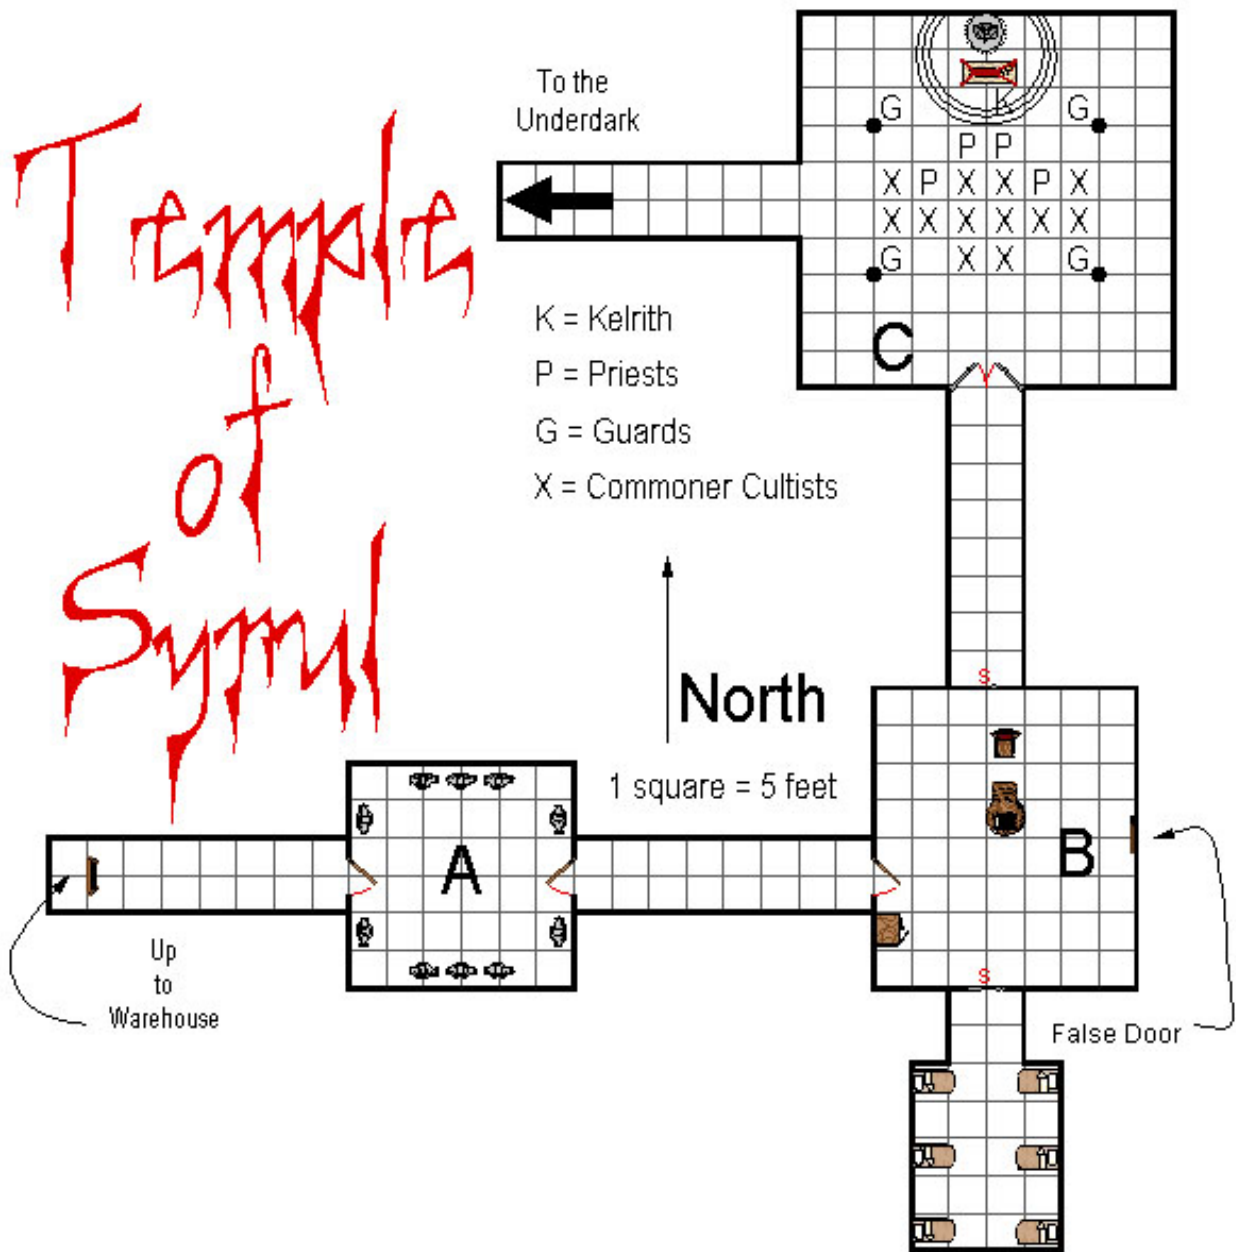 Temple
of
Symul
To the
Underdark
K
G G
P P
X P X X P X
X X X X X X
G X X G
C
K = Kelrith
P = Priests
G = Guards
X = Commoner Cultists
North
1 square = 5 feet
S
A
B
S
Up
to
Warehouse
False Door